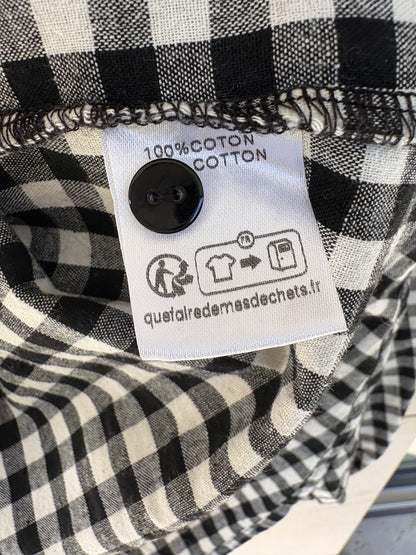 100%COTON
COTTON
FR
quefairedemesdechets.fr